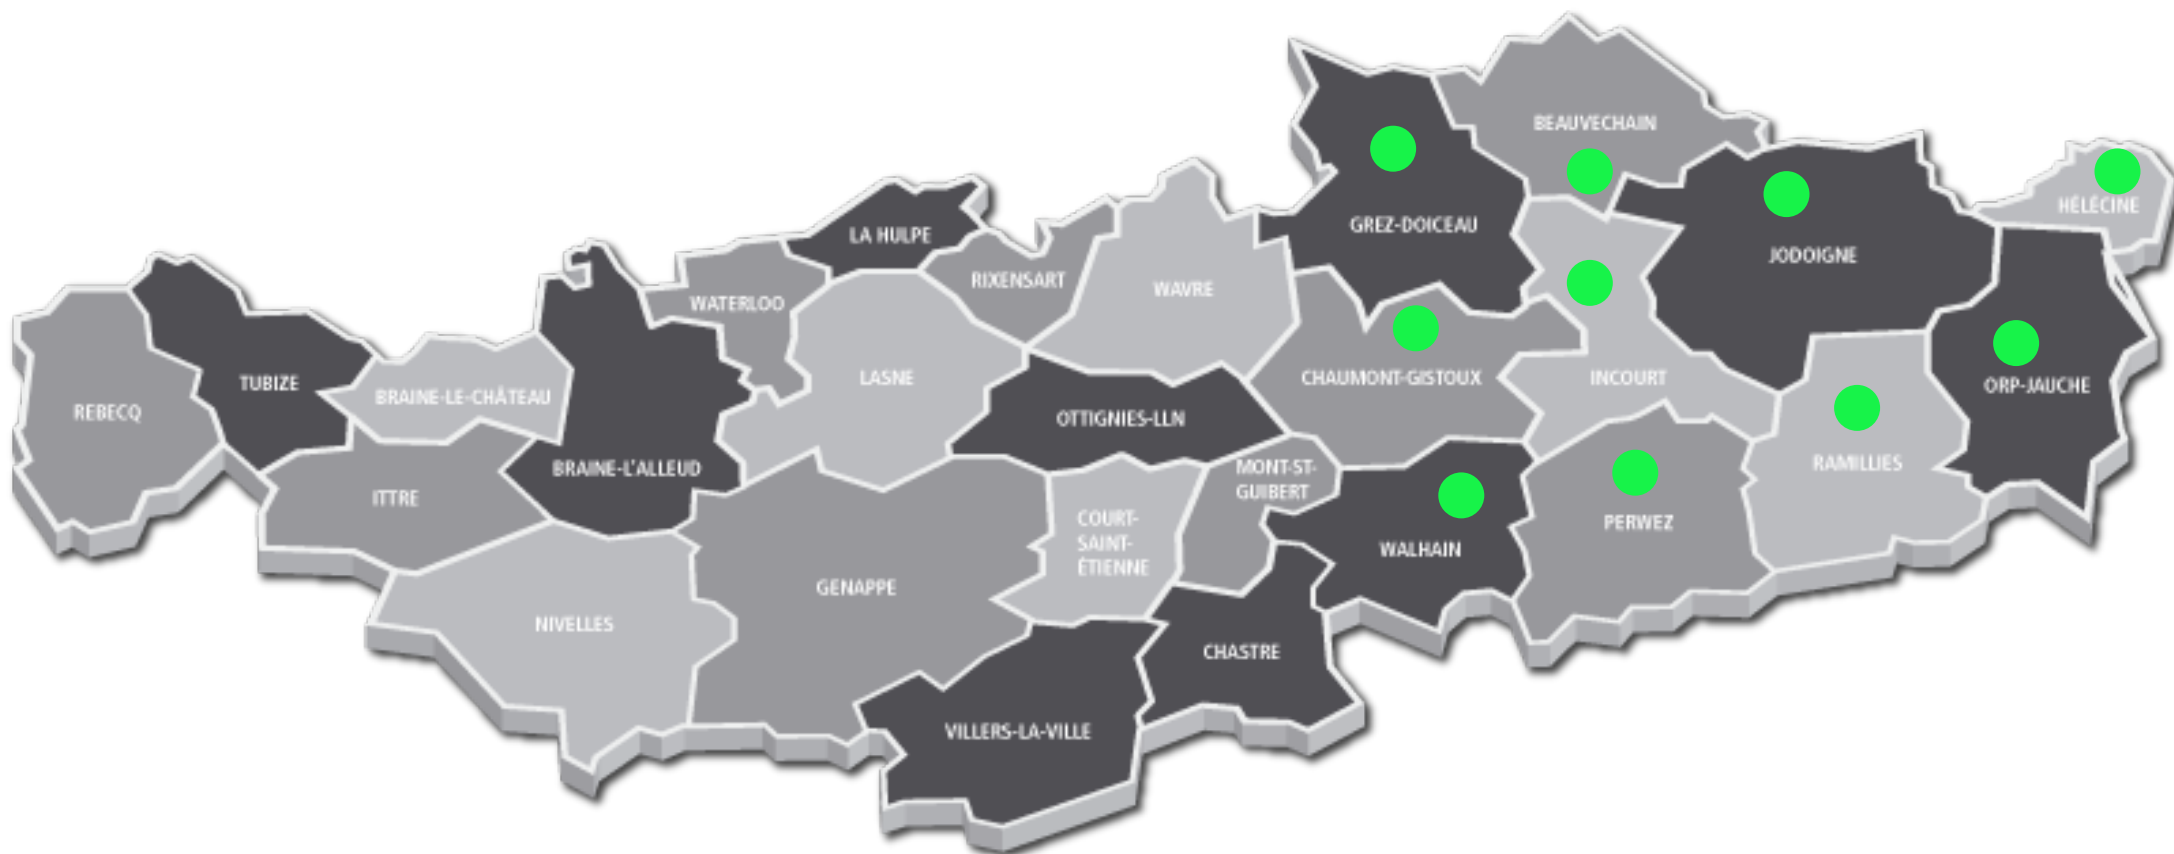 BEAUVECHAIN
HÉLÉCINE
GREZ-DOICEAU
LA HULPE
JODOIGNE
RIXENSART
WAVRE
WATERLOO
LASNE
CHAUMONT-GISTOUX
INCOURT
TUBIZE
ORP-JAUCHE
BRAINE-LE-CHÂTEAU
REBECQ
OTTIGNIES-LLN
RAMILLIES
BRAINE-L'ALLEUD
MONT-ST-
GUIBERT
ITTRE
COURT-
SAINT-
ÉTIENNE
PERWEZ
WALHAIN
GENAPPE
NIVELLES
CHASTRE
VILLERS-LA-VILLE